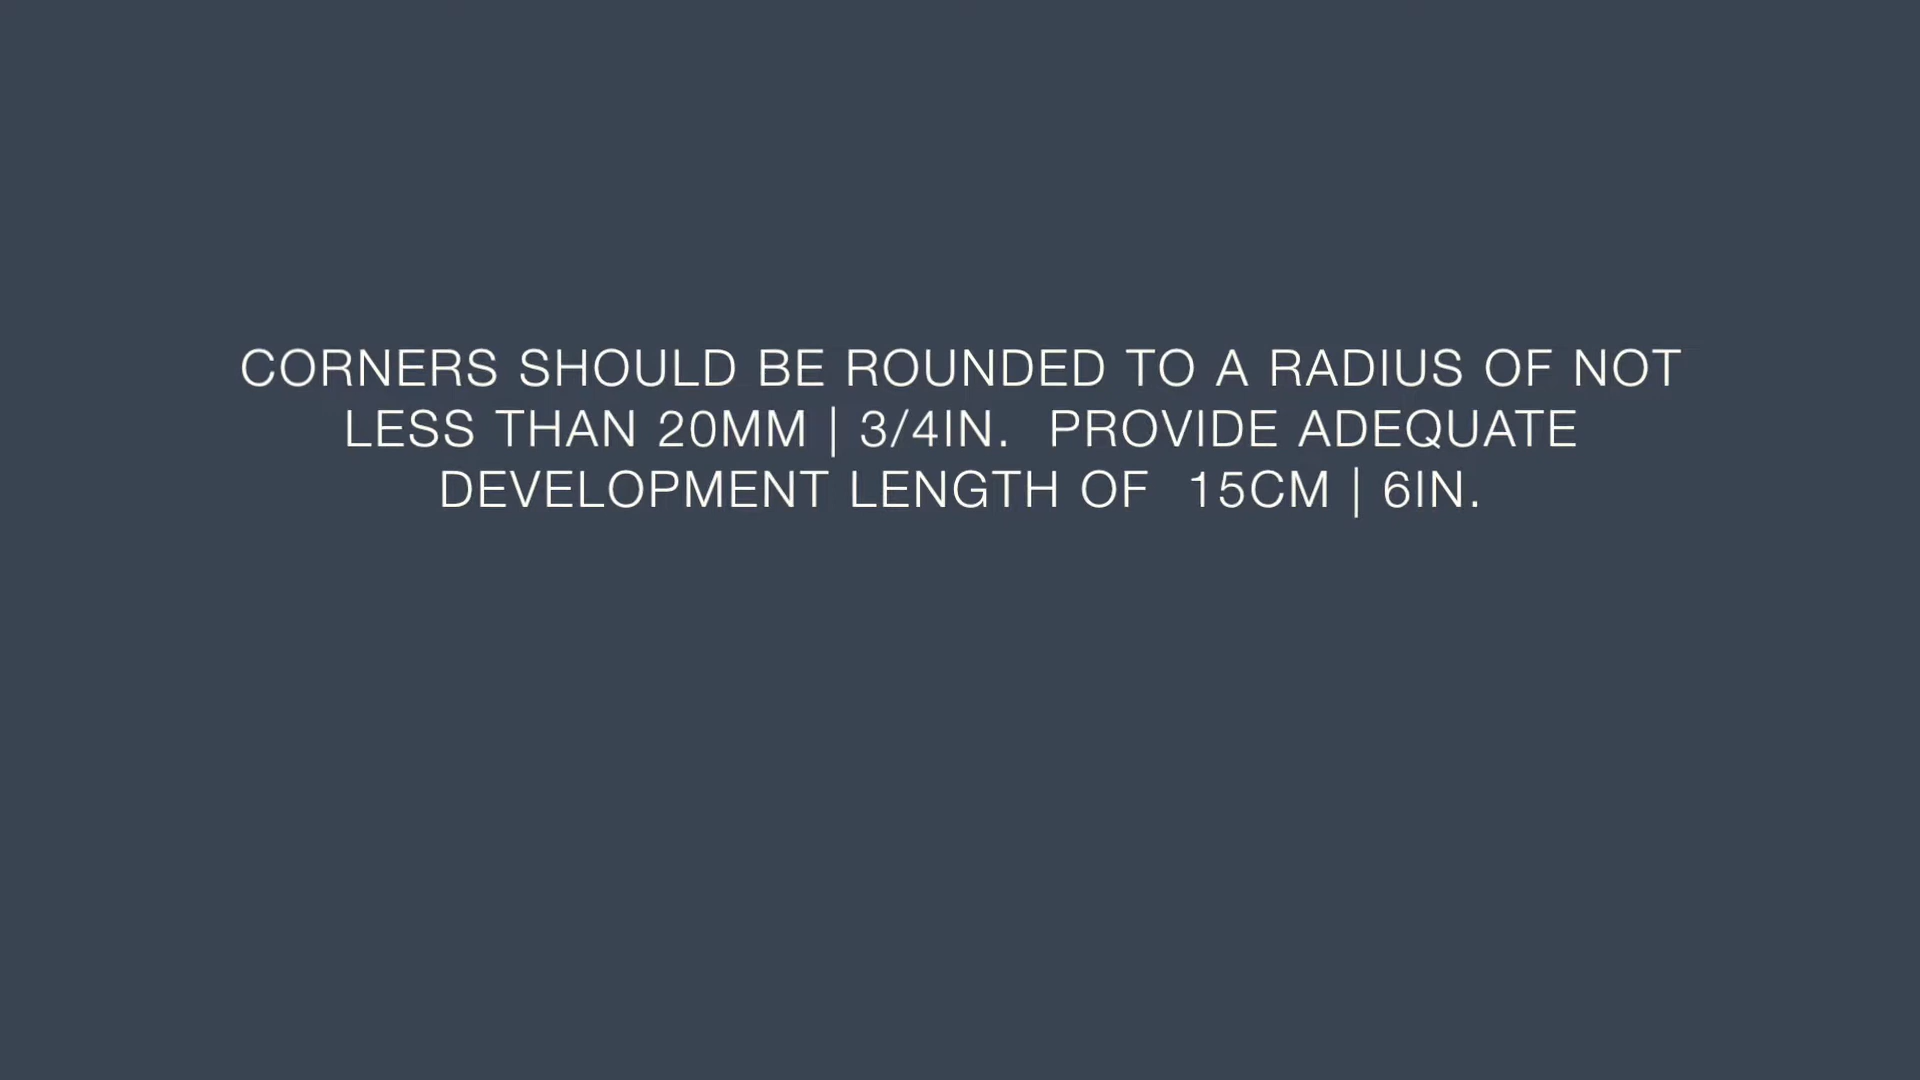 CORNERS SHOULD BE ROUNDED TO A RADIUS OF NOT
LESS THAN 20MM | 3/4IN.  PROVIDE ADEQUATE
DEVELOPMENT LENGTH OF  15CM | 6IN.